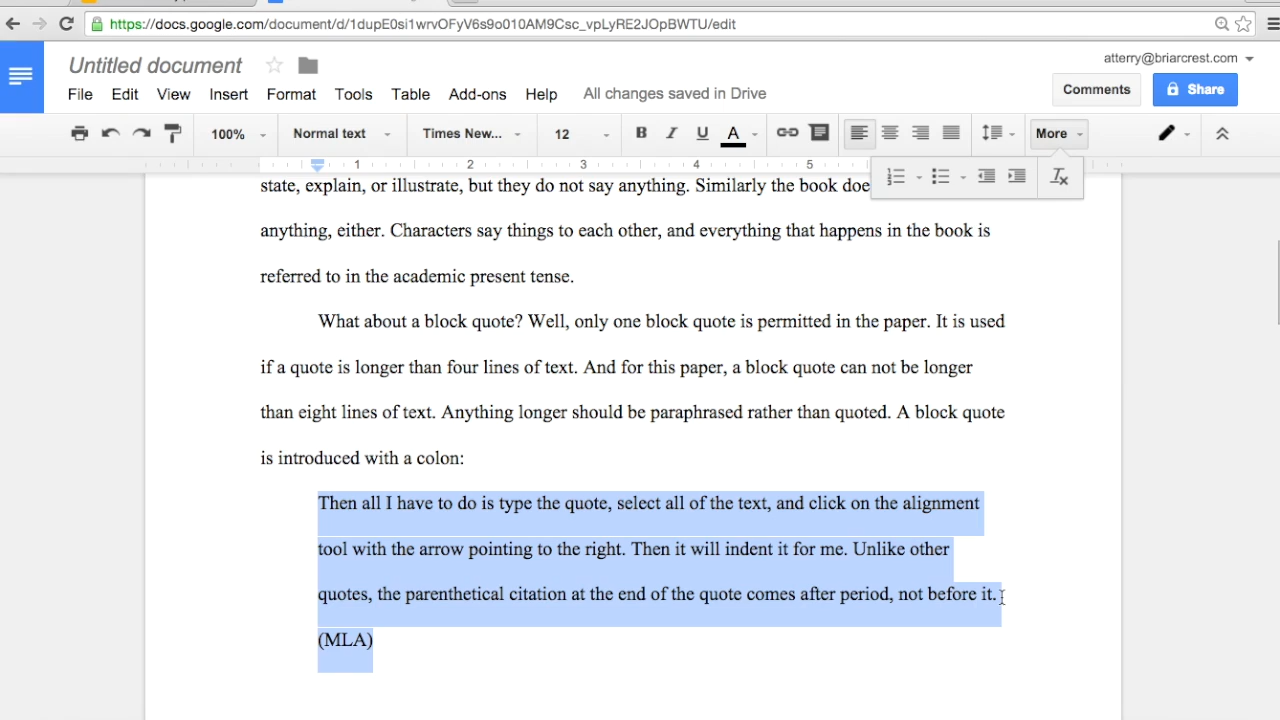 https://docs.google.com/document/d/1dupE0si1wrvOFyV6s9o010AM9Csc_vpLyRE2JOpBWTU/edit
Untitled document
atterry@briarcrest.com
File Edit View Insert Format Tools Table Add-ons Help All changes saved in Drive
Comments Share
100% Normal text Times New... 12 B I U A More
1 2 3 4 5
state, explain, or illustrate, but they do not say anything. Similarly the book doe
anything, either. Characters say things to each other, and everything that happens in the book is
referred to in the academic present tense.
What about a block quote? Well, only one block quote is permitted in the paper. It is used
if a quote is longer than four lines of text. And for this paper, a block quote can not be longer
than eight lines of text. Anything longer should be paraphrased rather than quoted. A block quote
is introduced with a colon:
Then all I have to do is type the quote, select all of the text, and click on the alignment
tool with the arrow pointing to the right. Then it will indent it for me. Unlike other
quotes, the parenthetical citation at the end of the quote comes after period, not before it.
(MLA)